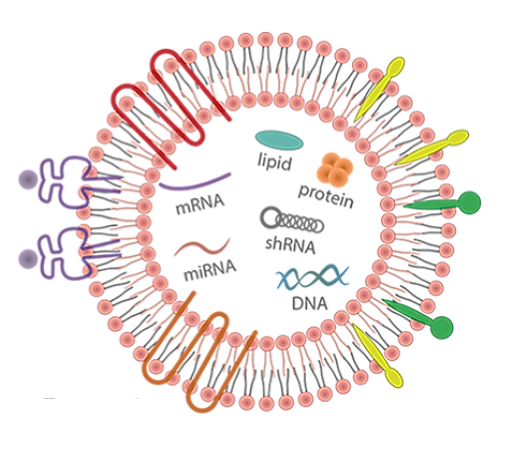 lipid
protein
mRNA
shRNA
miRNA
DNA